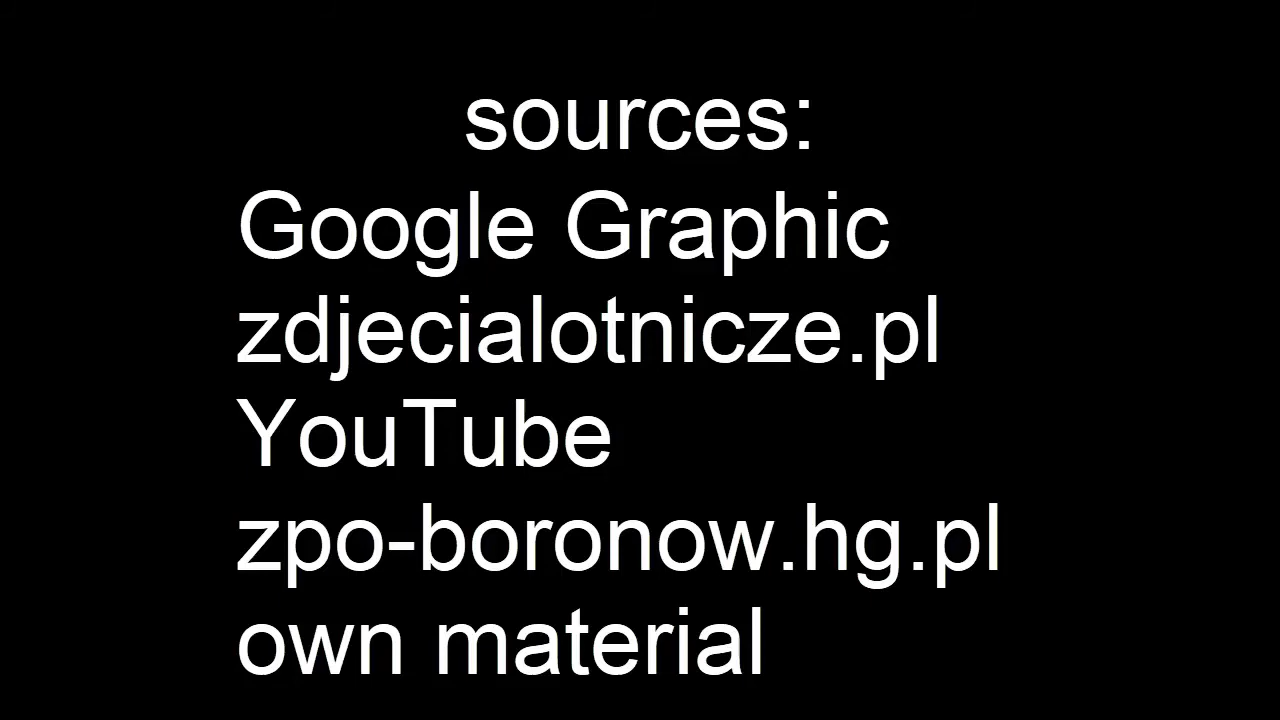 sources:
Google Graphic
zdjecialotnicze.pl
YouTube
zpo-boronow.hg.pl
own material